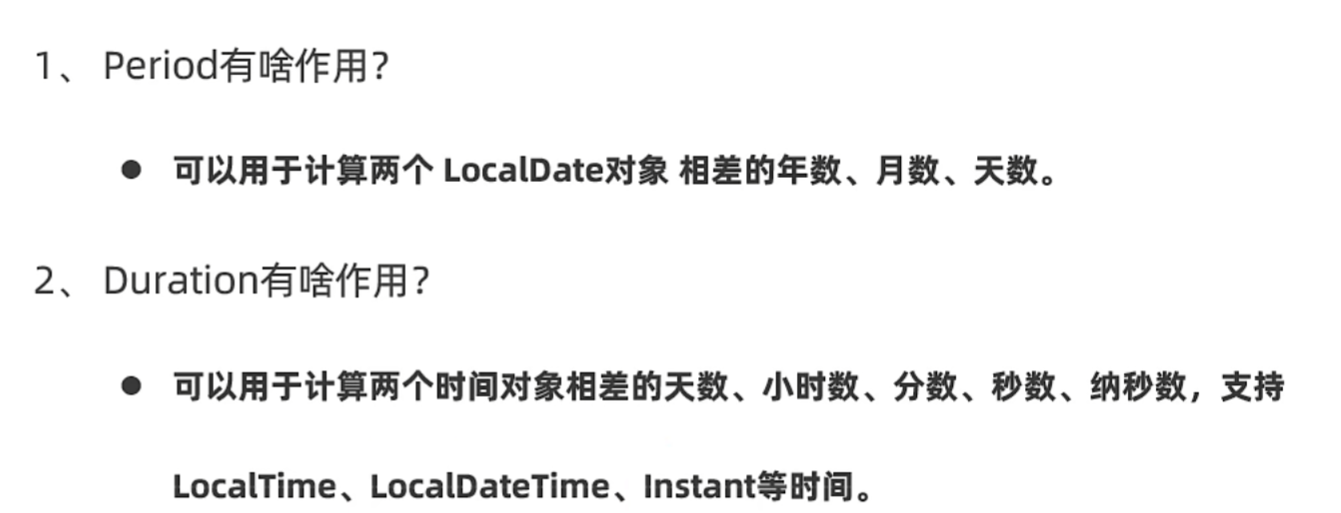 1、 Period有啥作用？
● 可以用于计算两个 LocalDate对象 相差的年数、月数、天数。
2、 Duration有啥作用？
● 可以用于计算两个时间对象相差的天数、小时数、分数、秒数、纳秒数，支持
LocalTime、LocalDateTime、Instant等时间。